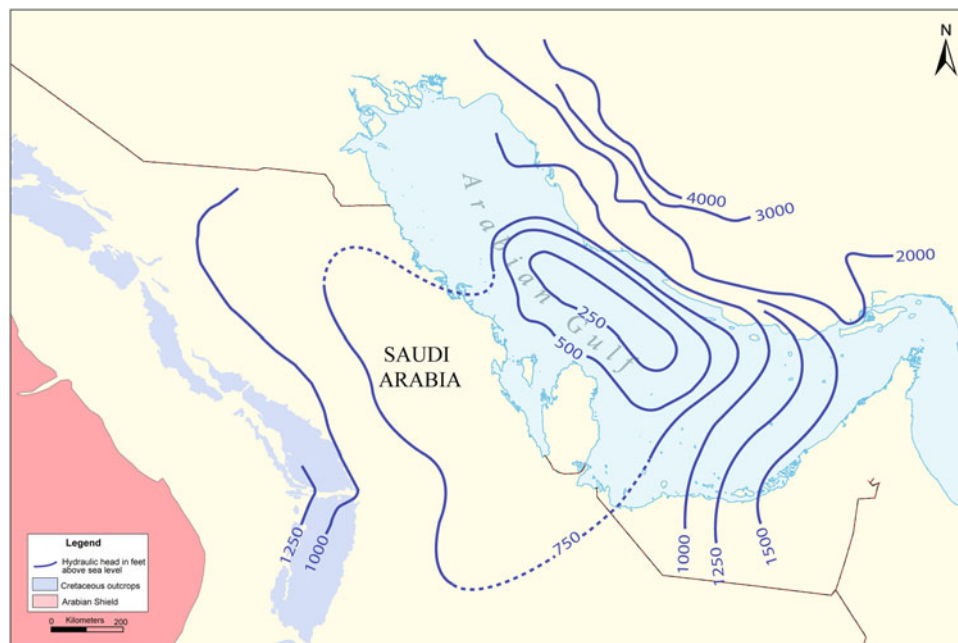 N
4000
3000
2000
Arabian Gulf
250
500
SAUDI
ARABIA
750
1000
1250
1500
1250
1000
Legend
Hydraulic head in feet
above sea level
Cretaceous outcrops
Arabian Shield
0 Kilometers 200